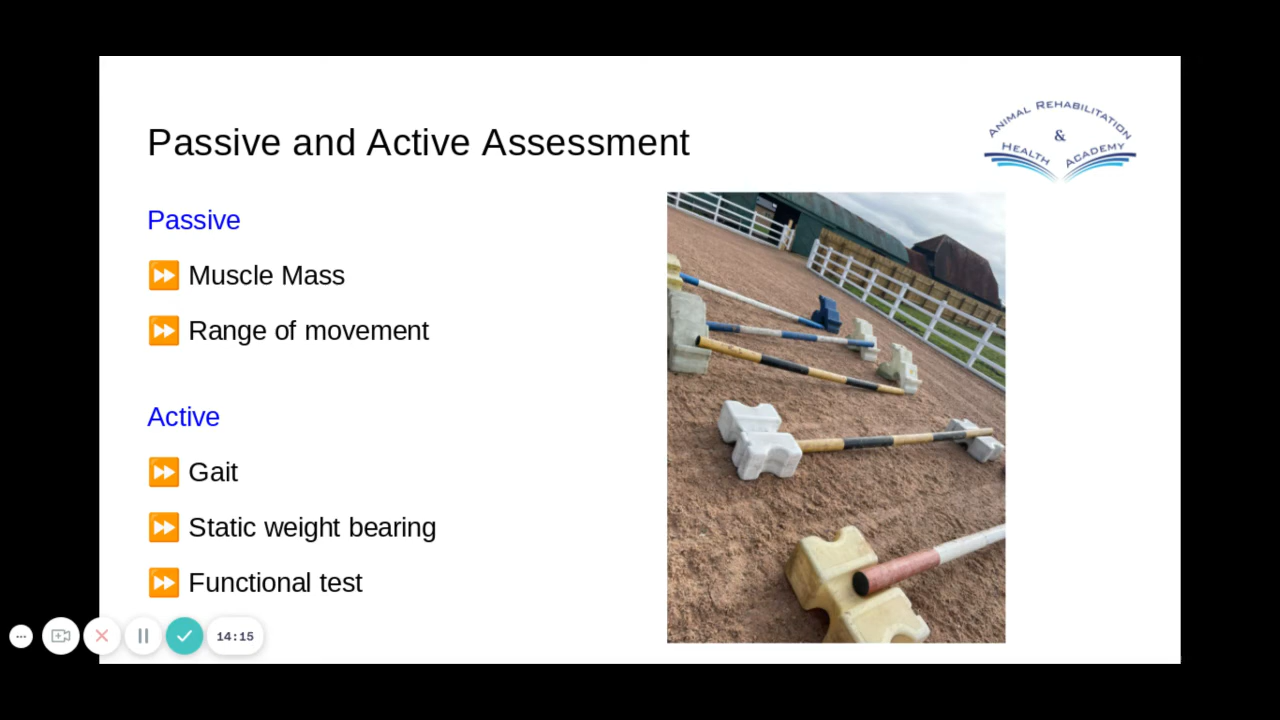 Passive and Active Assessment
ANIMAL REHABILITATION
&
HEALTH ACADEMY
Passive
⏩ Muscle Mass
⏩ Range of movement
Active
⏩ Gait
⏩ Static weight bearing
⏩ Functional test
14:15